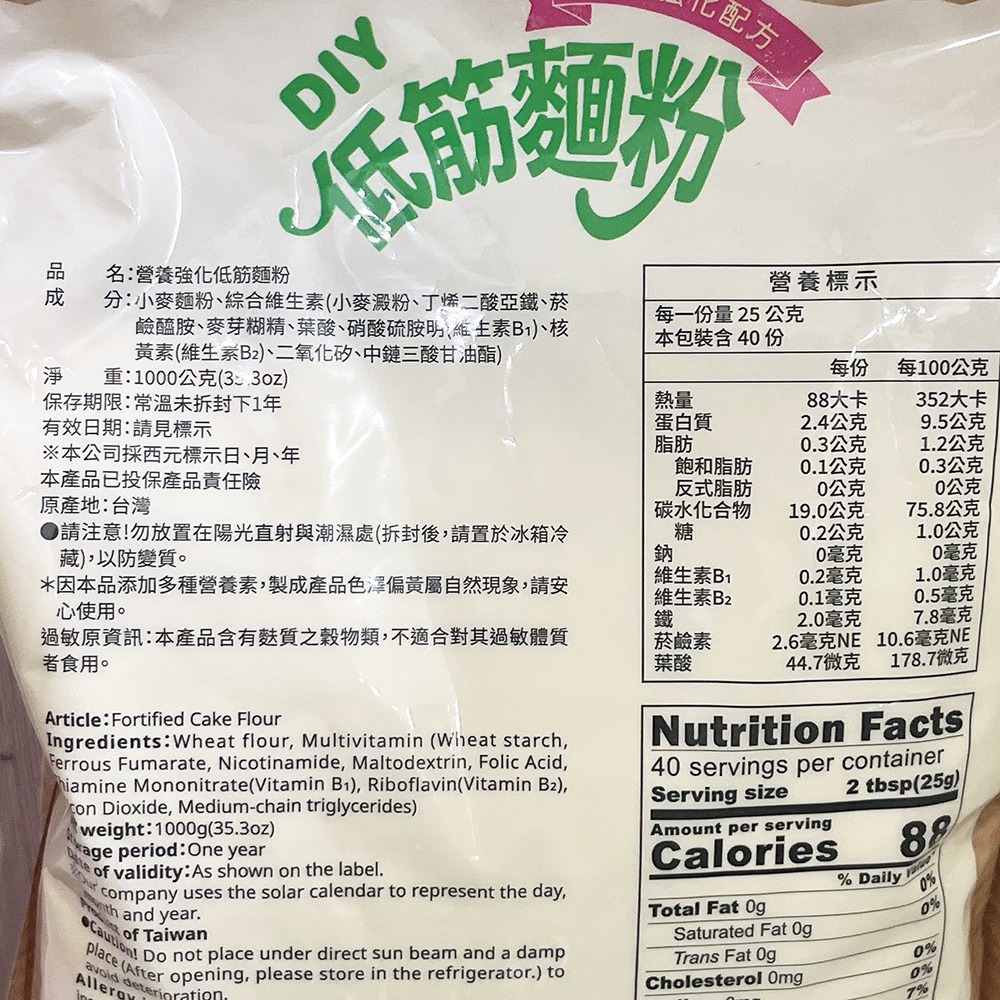 化配方
DIY
低筋麵粉
品 名:營養強化低筋麵粉
成 分:小麥麵粉、綜合維生素(小麥澱粉、丁烯二酸亞鐵、菸
鹼醯胺、麥芽糊精、葉酸、硝酸硫胺明(維生素B₁)、核
黃素(維生素B₂)、二氧化矽、中鏈三酸甘油酯)
淨 重:1000公克(35.3oz)
保存期限:常溫未拆封下1年
有效日期:請見標示
※本公司採西元標示日、月、年
本產品已投保產品責任險
原產地:台灣
●請注意!勿放置在陽光直射與潮濕處(拆封後,請置於冰箱冷
藏),以防變質。
*因本品添加多種營養素,製成產品色澤偏黃屬自然現象,請安
心使用。
過敏原資訊:本產品含有麩質之穀物類,不適合對其過敏體質
者食用。
Article:Fortified Cake Flour
Ingredients:Wheat flour, Multivitamin (Wheat starch,
Ferrous Fumarate, Nicotinamide, Maltodextrin, Folic Acid,
hiamine Mononitrate(Vitamin B₁), Riboflavin(Vitamin B₂),
con Dioxide, Medium-chain triglycerides)
weight:1000g(35.3oz)
age period:One year
of validity:As shown on the label.
company uses the solar calendar to represent the day,
th and year.
of Taiwan
●Caution! Do not place under direct sun beam and a damp
place (After opening, please store in the refrigerator.) to
avoid deterioration.
營養標示
每一份量 25 公克
本包裝含 40 份
每份 每100公克
熱量 88大卡 352大卡
蛋白質 2.4公克 9.5公克
脂肪 0.3公克 1.2公克
飽和脂肪 0.1公克 0.3公克
反式脂肪 0公克 0公克
碳水化合物 19.0公克 75.8公克
糖 0.2公克 1.0公克
鈉 0毫克 0毫克
維生素B₁ 0.2毫克 1.0毫克
維生素B₂ 0.1毫克 0.5毫克
鐵 2.0毫克 7.8毫克
菸鹼素 2.6毫克NE 10.6毫克NE
葉酸 44.7微克 178.7微克
Nutrition Facts
40 servings per container
Serving size 2 tbsp(25g)
Amount per serving
Calories 88
% Daily Value*
Total Fat 0g 0%
Saturated Fat 0g 0%
Trans Fat 0g
Cholesterol 0mg 0%
0%
7%